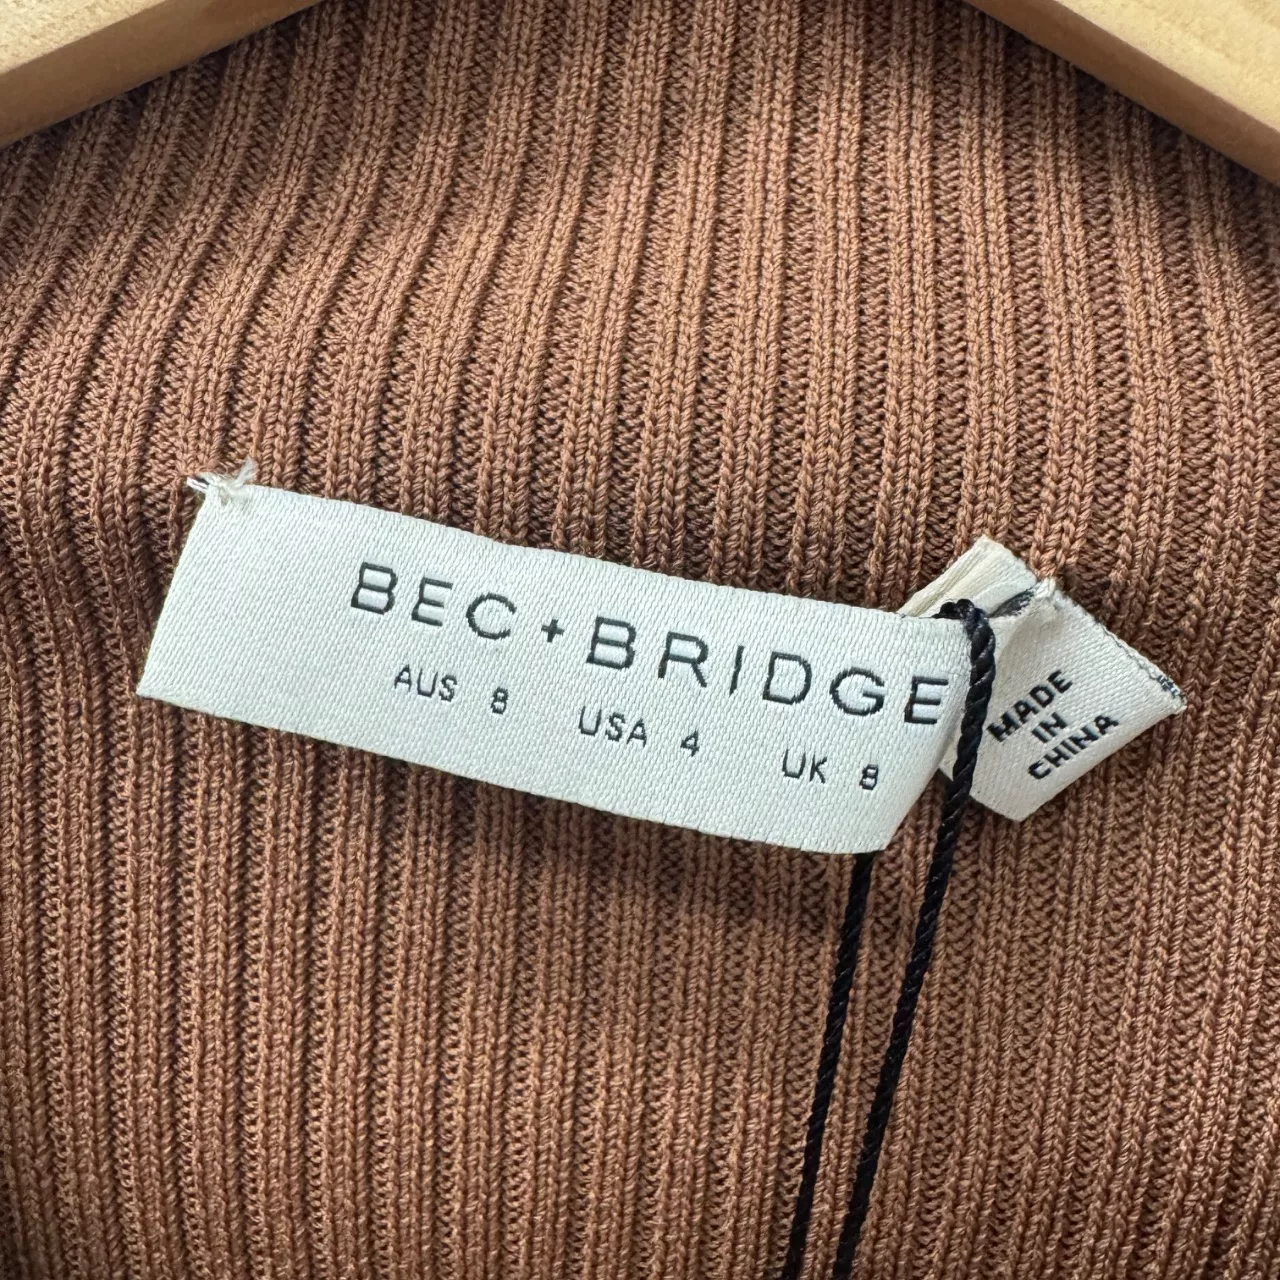 BEC+BRIDGE
AUS 8 USA 4 UK 8
MADE
IN
CHINA